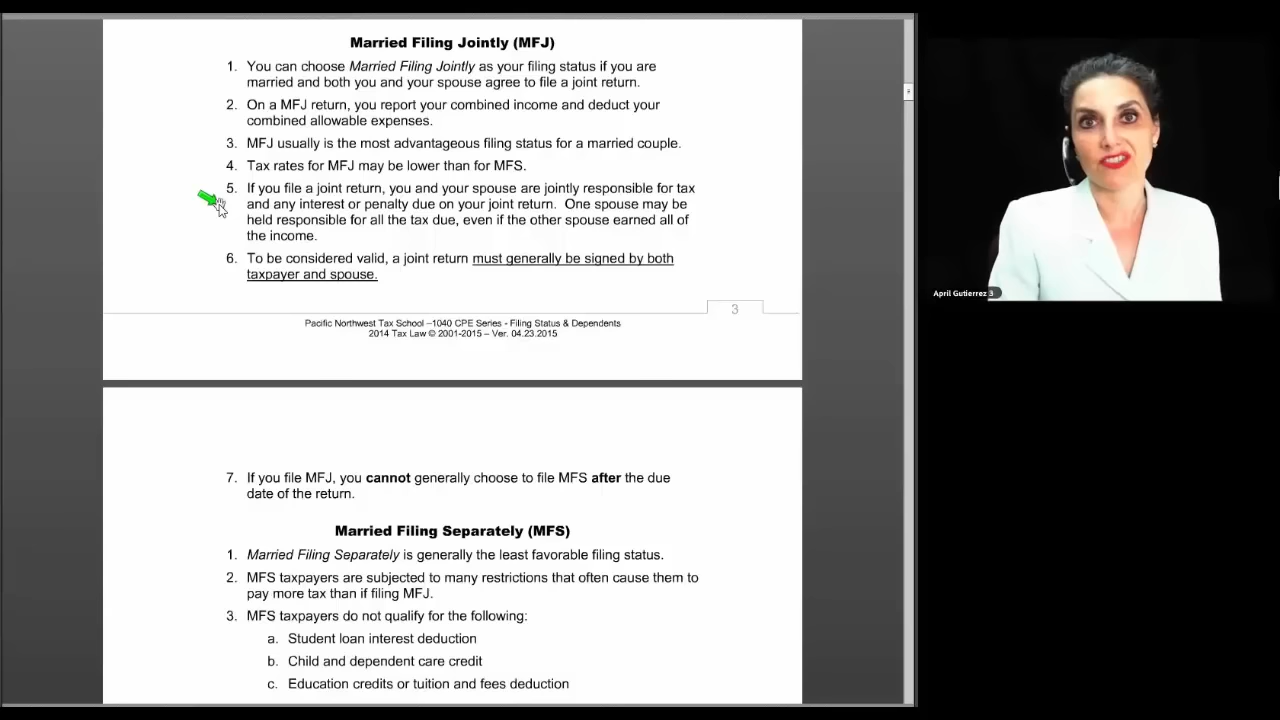 Married Filing Jointly (MFJ)
1. You can choose Married Filing Jointly as your filing status if you are
married and both you and your spouse agree to file a joint return.
2. On a MFJ return, you report your combined income and deduct your
combined allowable expenses.
3. MFJ usually is the most advantageous filing status for a married couple.
4. Tax rates for MFJ may be lower than for MFS.
5. If you file a joint return, you and your spouse are jointly responsible for tax
and any interest or penalty due on your joint return. One spouse may be
held responsible for all the tax due, even if the other spouse earned all of
the income.
6. To be considered valid, a joint return must generally be signed by both
taxpayer and spouse.
3
Pacific Northwest Tax School –1040 CPE Series - Filing Status & Dependents
2014 Tax Law © 2001-2015 – Ver. 04.23.2015
7. If you file MFJ, you cannot generally choose to file MFS after the due
date of the return.
Married Filing Separately (MFS)
1. Married Filing Separately is generally the least favorable filing status.
2. MFS taxpayers are subjected to many restrictions that often cause them to
pay more tax than if filing MFJ.
3. MFS taxpayers do not qualify for the following:
a. Student loan interest deduction
b. Child and dependent care credit
c. Education credits or tuition and fees deduction
April Gutierrez 3